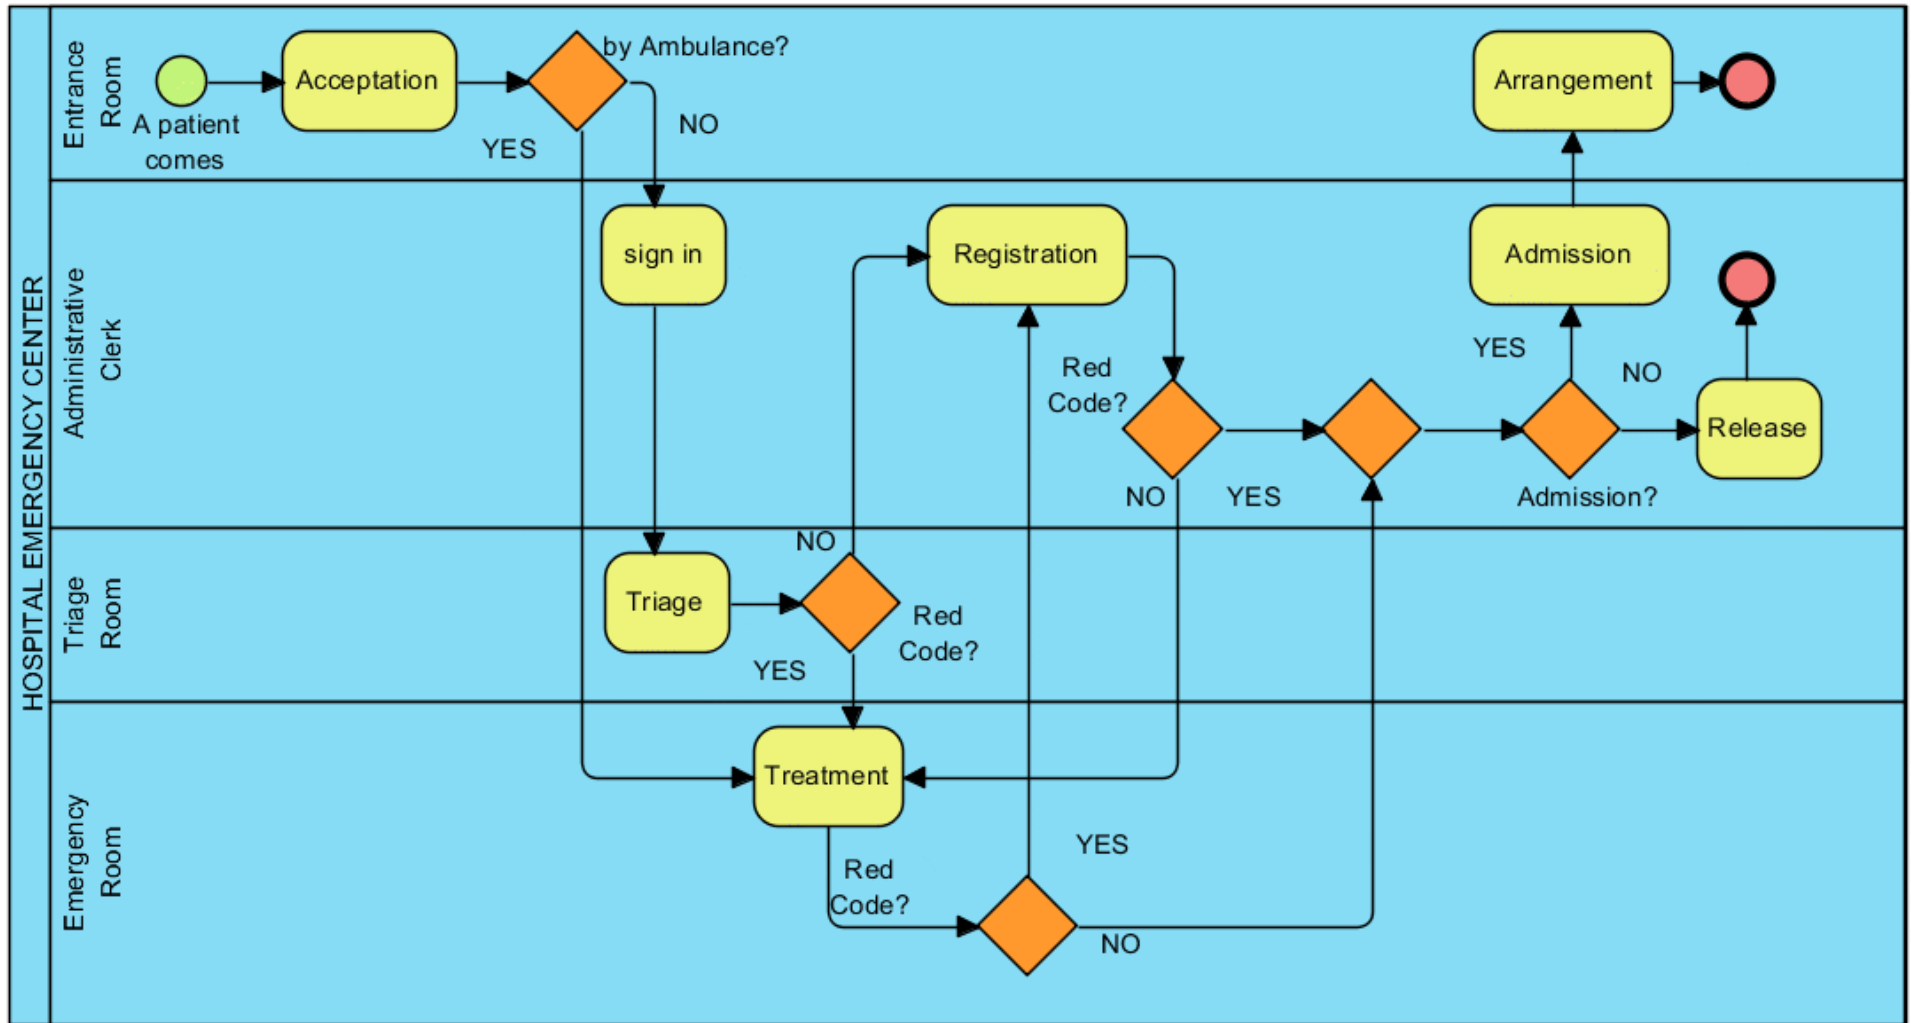 HOSPITAL EMERGENCY CENTER
Entrance
Room
A patient
comes
Acceptation
by Ambulance?
YES
NO
Arrangement
Administrative
Clerk
sign in
Registration
Red
Code?
NO
YES
Admission
YES
NO
Admission?
Release
Triage
Room
Triage
NO
Red
Code?
YES
Emergency
Room
Treatment
Red
Code?
YES
NO